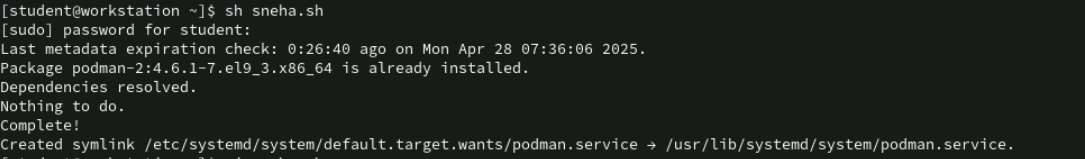 [student@workstation ~]$ sh sneha.sh
[sudo] password for student:
Last metadata expiration check: 0:26:40 ago on Mon Apr 28 07:36:06 2025.
Package podman-2:4.6.1-7.el9_3.x86_64 is already installed.
Dependencies resolved.
Nothing to do.
Complete!
Created symlink /etc/systemd/system/default.target.wants/podman.service → /usr/lib/systemd/system/podman.service.